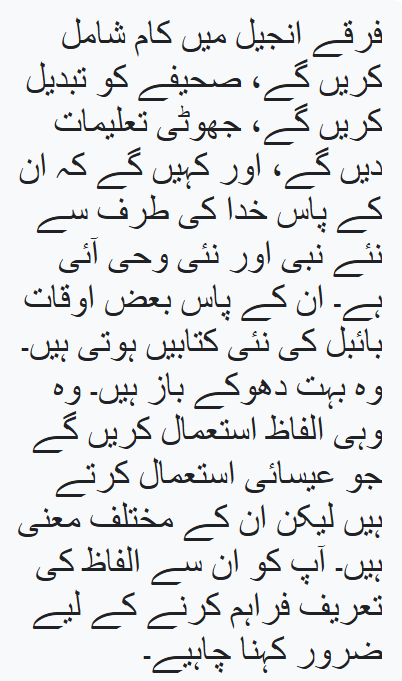 فرقے انجیل میں کام شامل
کریں گے، صحیفے کو تبدیل
کریں گے، جھوٹی تعلیمات
دیں گے، اور کہیں گے کہ ان
کے پاس خدا کی طرف سے
نئے نبی اور نئی وحی آئی
ہے۔ ان کے پاس بعض اوقات
بائبل کی نئی کتابیں ہوتی ہیں۔
وہ بہت دھوکے باز ہیں۔ وہ
وہی الفاظ استعمال کریں گے
جو عیسائی استعمال کرتے
ہیں لیکن ان کے مختلف معنی
ہیں۔ آپ کو ان سے الفاظ کی
تعریف فراہم کرنے کے لیے
ضرور کہنا چاہیے۔